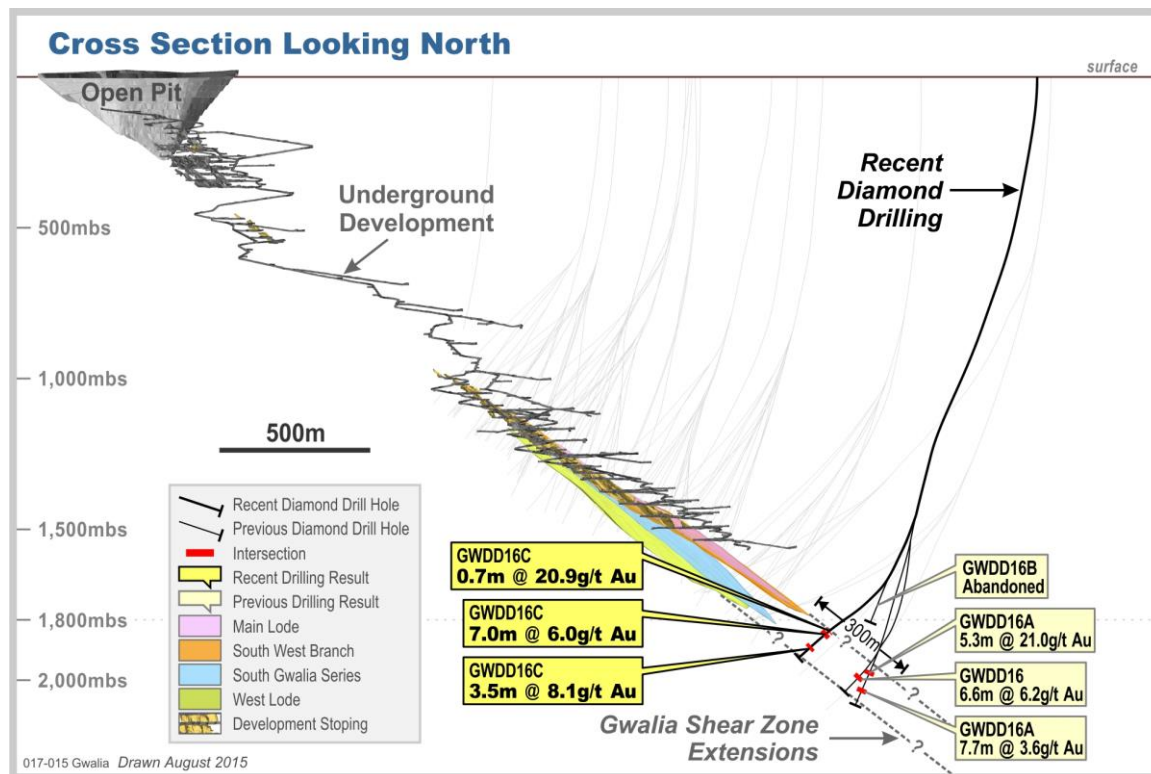 Cross Section Looking North
surface
Open Pit
Recent
Diamond
Drilling
Underground
Development
500mbs
1,000mbs
500m
1,500mbs
1,800mbs
2,000mbs
Recent Diamond Drill Hole
Previous Diamond Drill Hole
Intersection
Recent Drilling Result
Previous Drilling Result
Main Lode
South West Branch
South Gwalia Series
West Lode
Development Stoping
GWDD16C
0.7m @ 20.9g/t Au
GWDD16C
7.0m @ 6.0g/t Au
GWDD16C
3.5m @ 8.1g/t Au
GWDD16B
Abandoned
GWDD16A
5.3m @ 21.0g/t Au
GWDD16
6.6m @ 6.2g/t Au
GWDD16A
7.7m @ 3.6g/t Au
300m
?
?
?
?
?
Gwalia Shear Zone
Extensions
017-015 Gwalia Drawn August 2015